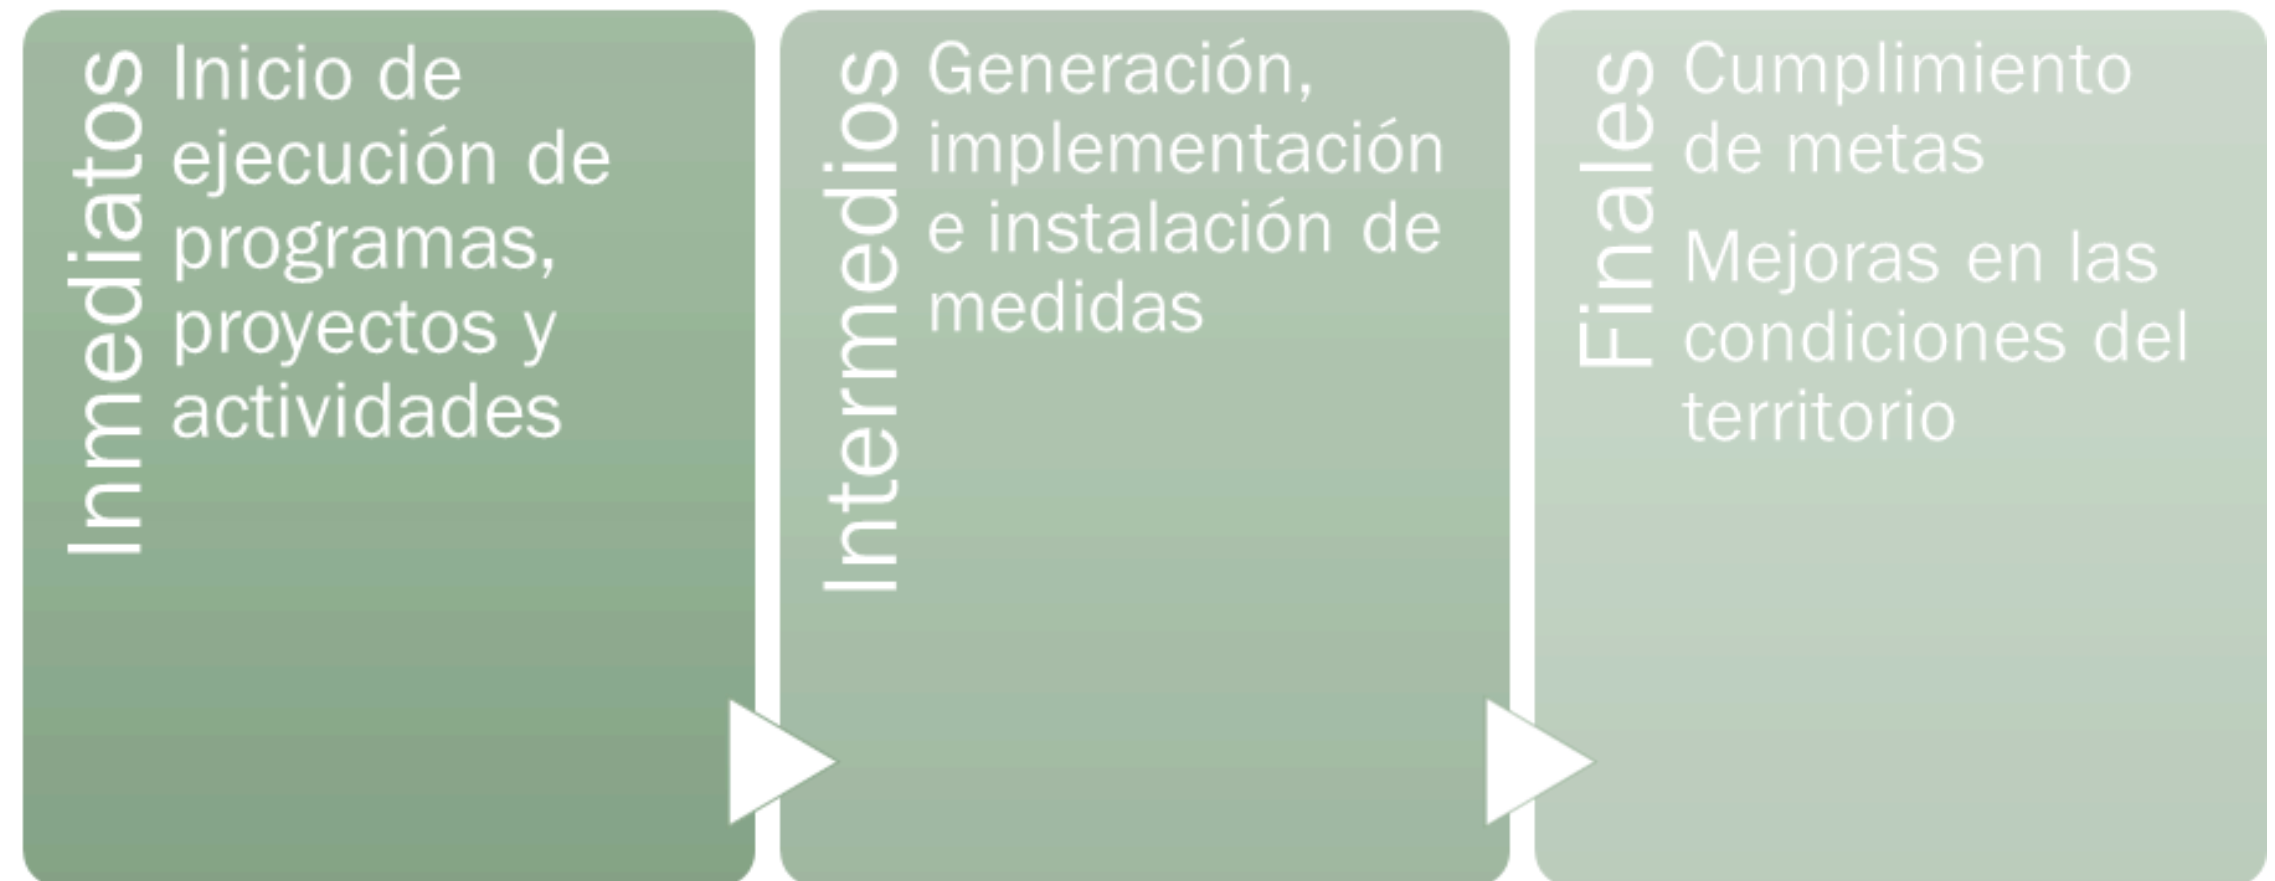 Inmediatos
Inicio de
ejecución de
programas,
proyectos y
actividades
Intermedios
Generación,
implementación
e instalación de
medidas
Finales
Cumplimiento
de metas
Mejoras en las
condiciones del
territorio